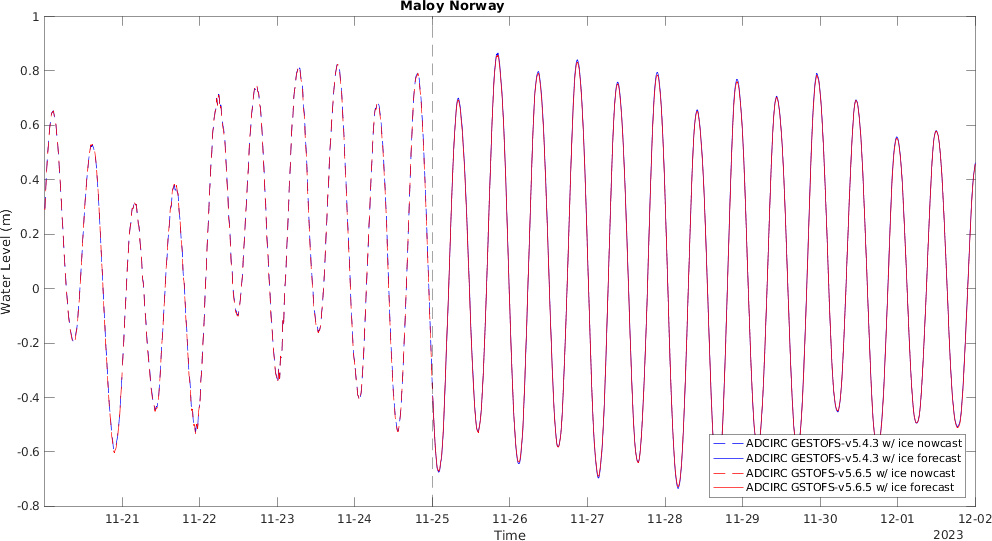 Maloy Norway
1
0.8
0.6
0.4
0.2
0
-0.2
-0.4
-0.6
-0.8
Water Level (m)
11-21 11-22 11-23 11-24 11-25 11-26 11-27 11-28 11-29 11-30 12-01 12-02
Time
2023
ADCIRC GESTOFS-v5.4.3 w/ ice nowcast
ADCIRC GESTOFS-v5.4.3 w/ ice forecast
ADCIRC GSTOFS-v5.6.5 w/ ice nowcast
ADCIRC GSTOFS-v5.6.5 w/ ice forecast